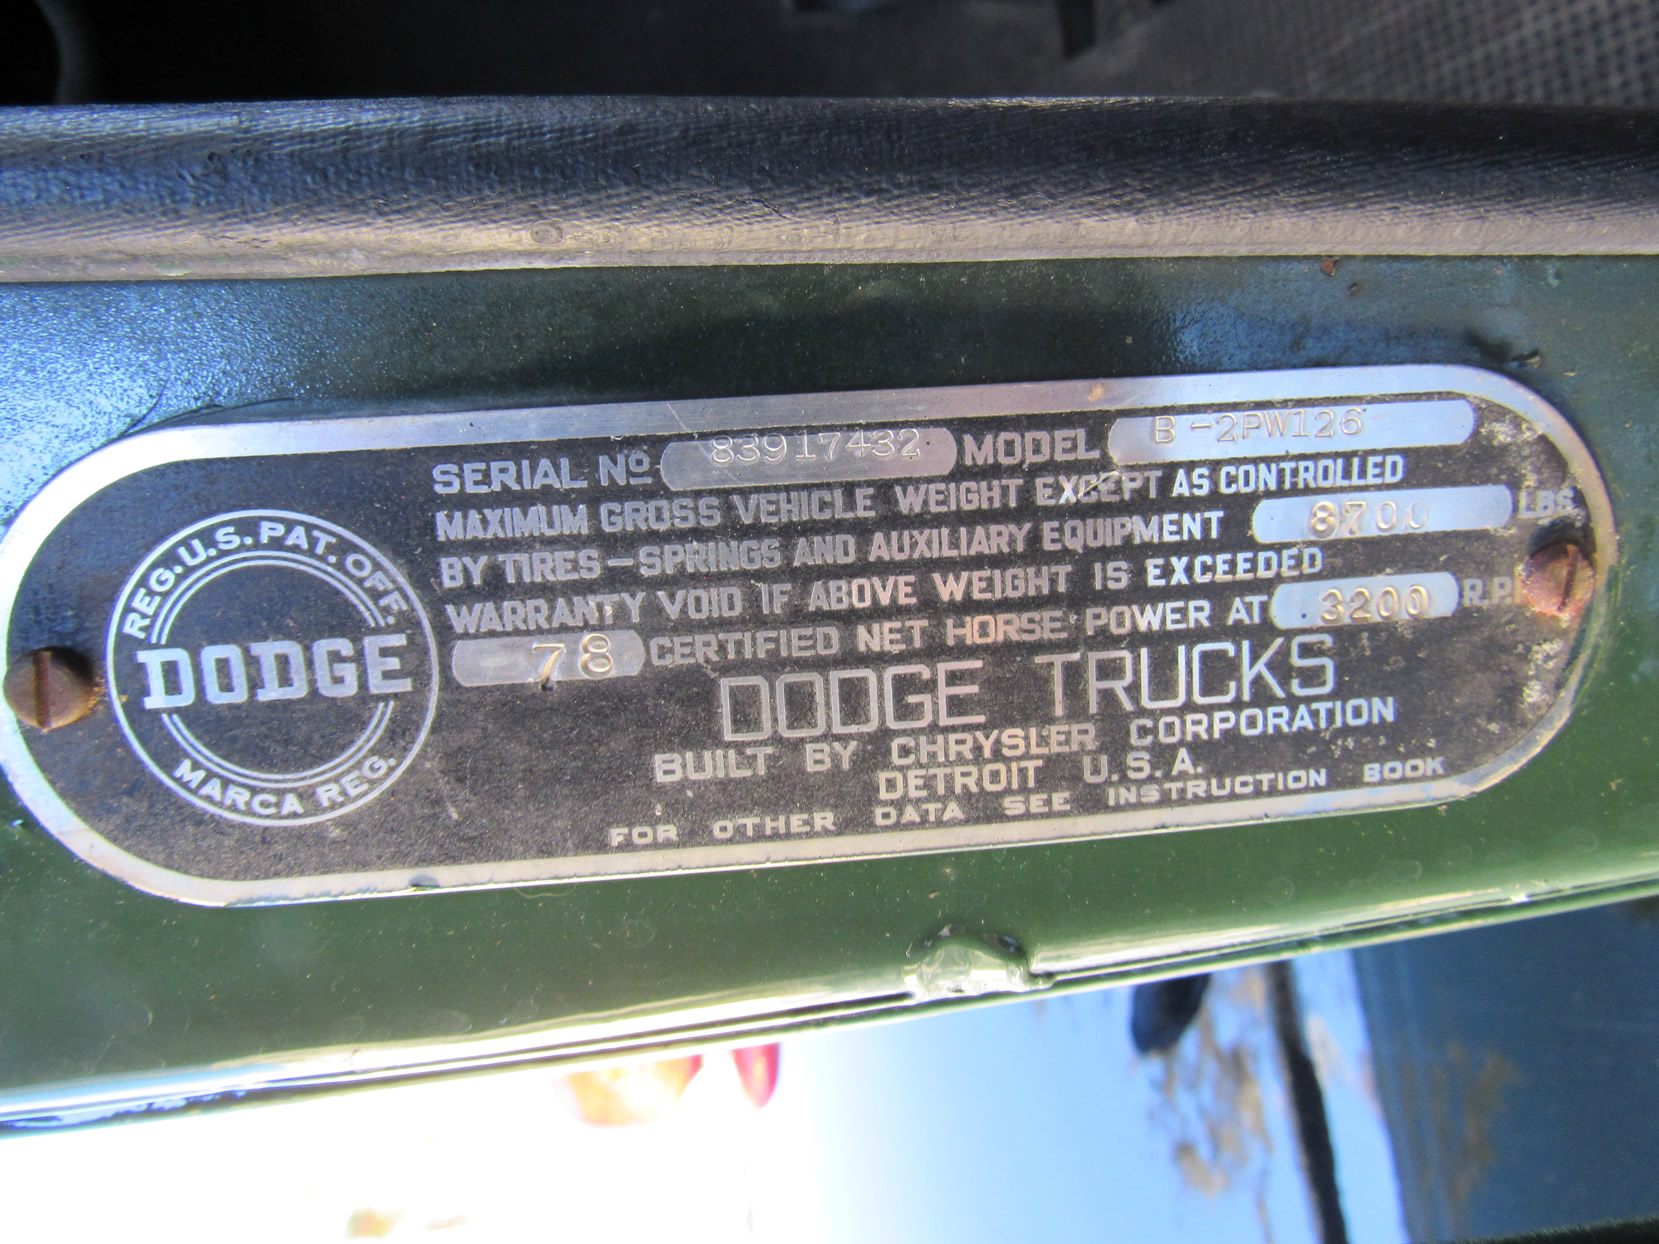 SERIAL Nº 83917432 MODEL B-2PW126
MAXIMUM GROSS VEHICLE WEIGHT EXCEPT AS CONTROLLED
BY TIRES-SPRINGS AND AUXILIARY EQUIPMENT 8700 LBS.
WARRANTY VOID IF ABOVE WEIGHT IS EXCEEDED
78 CERTIFIED NET HORSE POWER AT 3200 R.P.
REG. U.S. PAT. OFF.
DODGE
MARCA REG.
DODGE TRUCKS
BUILT BY CHRYSLER CORPORATION
DETROIT U.S.A.
FOR OTHER DATA SEE INSTRUCTION BOOK